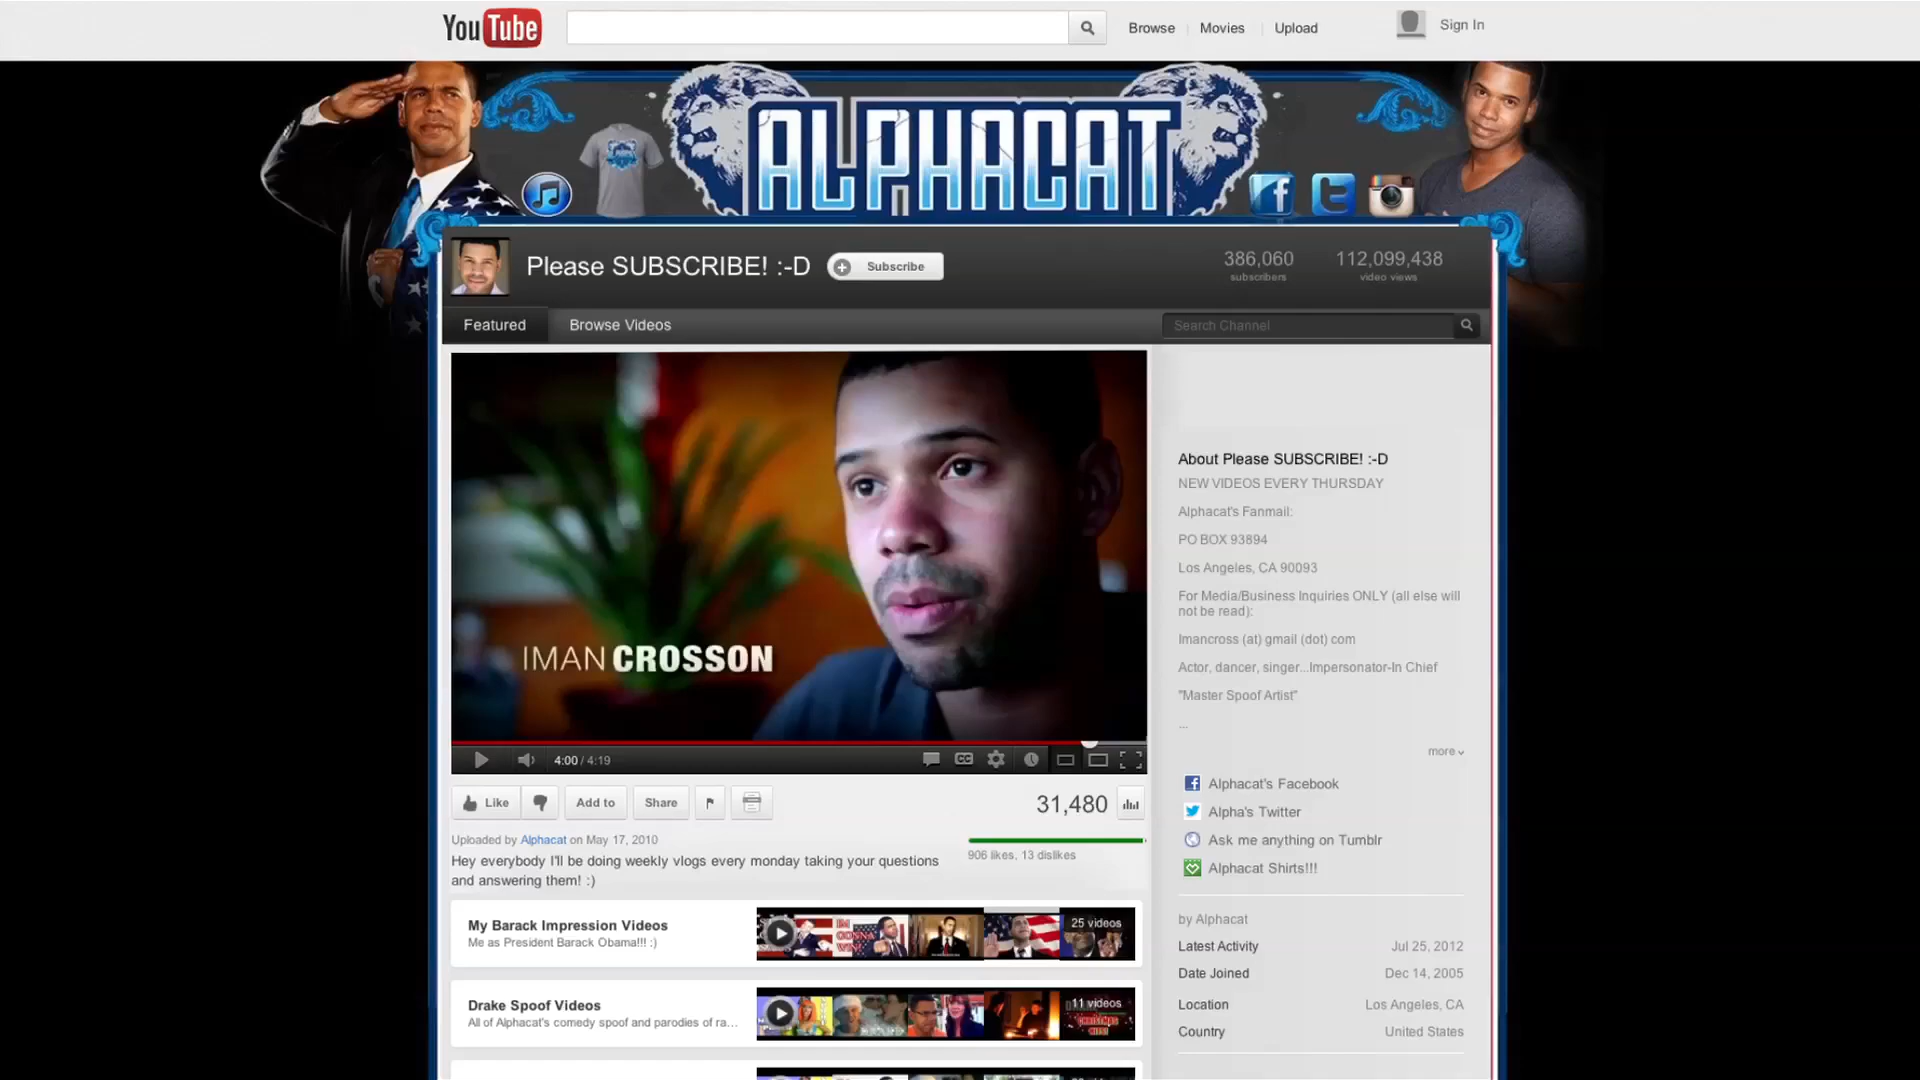 YouTube
Browse
Movies
Upload
Sign In
ALPHACAT
Please SUBSCRIBE! :-D
Subscribe
386,060
subscribers
112,099,438
video views
Featured
Browse Videos
Search Channel
IMAN CROSSON
4:00 / 4:19
CC
Like
Add to
Share
31,480
Uploaded by Alphacat on May 17, 2010
906 likes, 13 dislikes
Hey everybody I'll be doing weekly vlogs every monday taking your questions
and answering them! :)
My Barack Impression Videos
Me as President Barack Obama!!! :)
25 videos
Drake Spoof Videos
All of Alphacat's comedy spoof and parodies of ra...
11 videos
About Please SUBSCRIBE! :-D
NEW VIDEOS EVERY THURSDAY
Alphacat's Fanmail:
PO BOX 93894
Los Angeles, CA 90093
For Media/Business Inquiries ONLY (all else will
not be read):
Imancross (at) gmail (dot) com
Actor, dancer, singer...Impersonator-In Chief
"Master Spoof Artist"
...
more
Alphacat's Facebook
Alpha's Twitter
Ask me anything on Tumblr
Alphacat Shirts!!!
by Alphacat
Latest Activity
Jul 25, 2012
Date Joined
Dec 14, 2005
Location
Los Angeles, CA
Country
United States